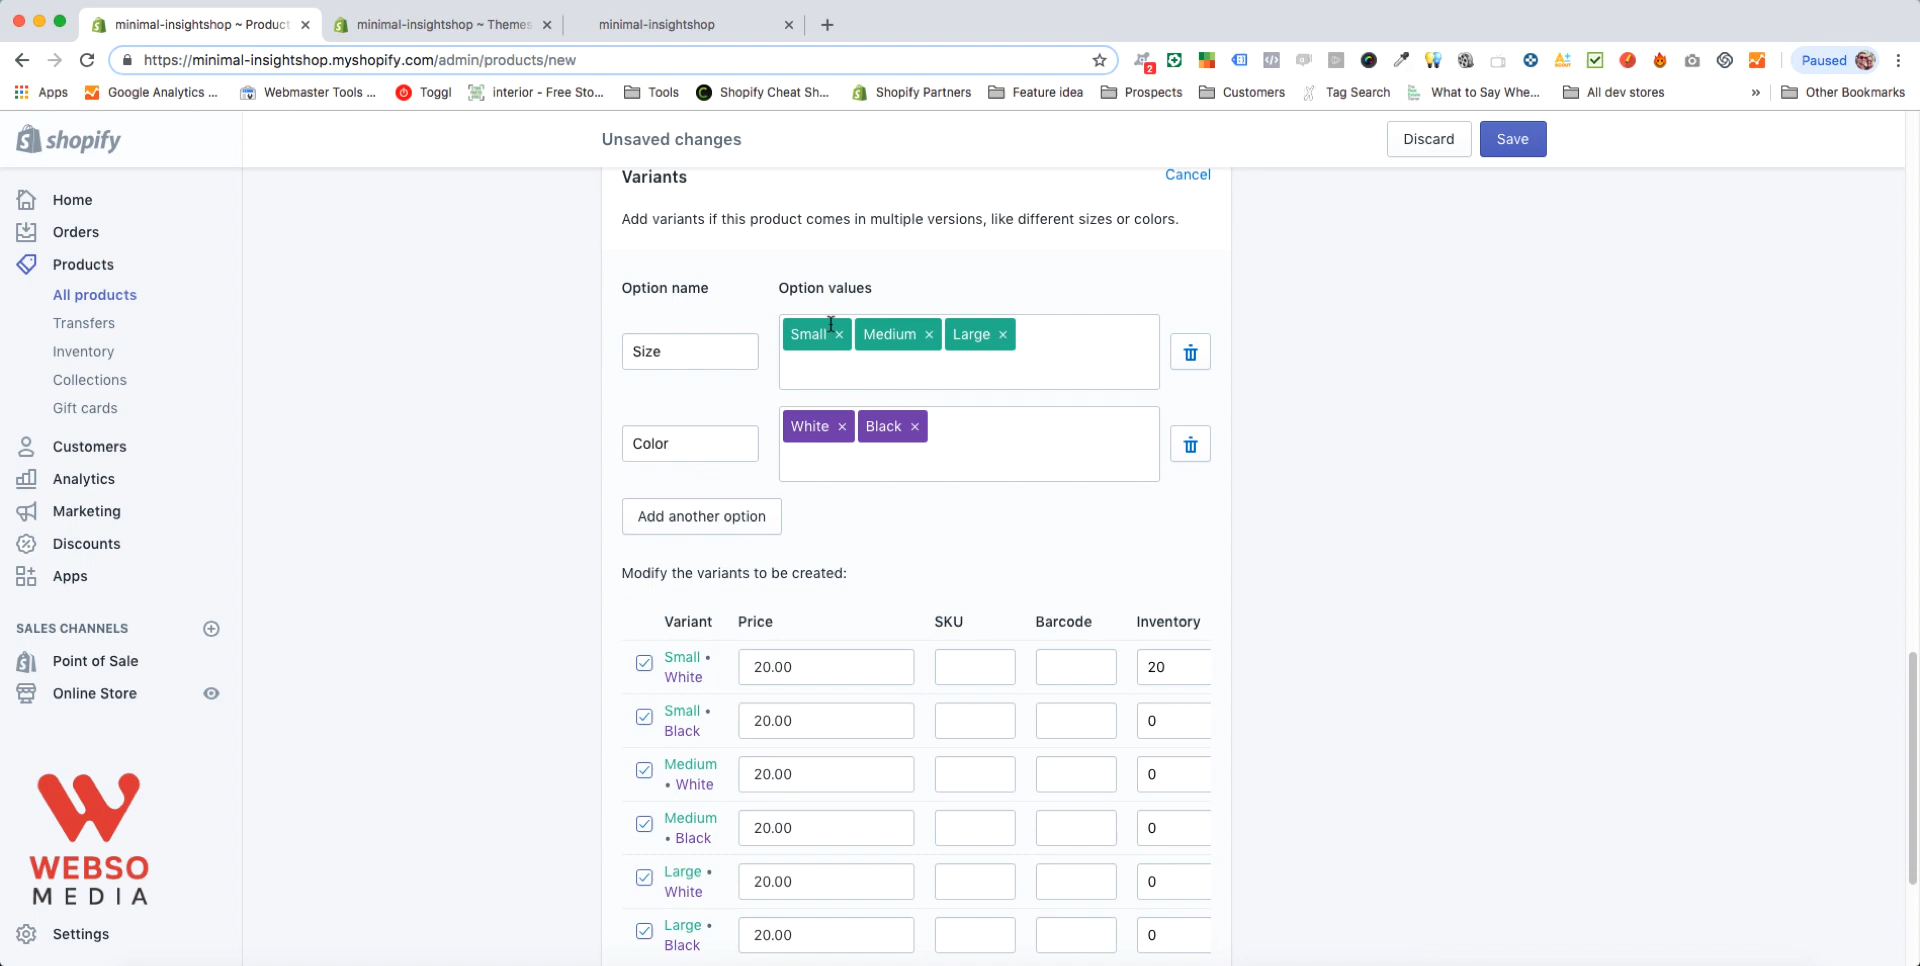 minimal-insightshop ~ Product
minimal-insightshop ~ Themes
minimal-insightshop
https://minimal-insightshop.myshopify.com/admin/products/new
2
Paused
Apps
Google Analytics ...
Webmaster Tools ...
Toggl
interior - Free Sto...
Tools
Shopify Cheat Sh...
Shopify Partners
Feature idea
Prospects
Customers
Tag Search
What to Say Whe...
All dev stores
»
Other Bookmarks
shopify
Unsaved changes
Discard
Save
Home
Orders
Products
All products
Transfers
Inventory
Collections
Gift cards
Customers
Analytics
Marketing
Discounts
Apps
SALES CHANNELS
Point of Sale
Online Store
WEBSO
MEDIA
Settings
Variants
Cancel
Add variants if this product comes in multiple versions, like different sizes or colors.
Option name
Option values
Size
Small × Medium × Large ×
Color
White × Black ×
Add another option
Modify the variants to be created:
Variant Price SKU Barcode Inventory
Small •
White
20.00
20
Small •
Black
20.00
0
Medium
• White
20.00
0
Medium
• Black
20.00
0
Large •
White
20.00
0
Large •
Black
20.00
0